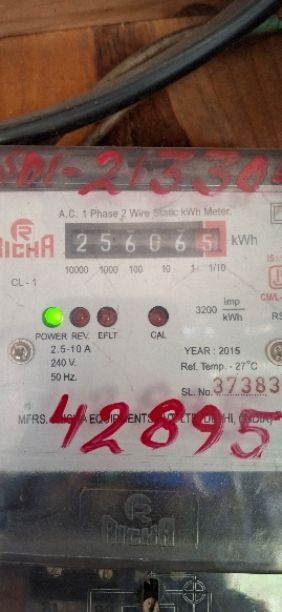 SDI-21330
A.C. 1 Phase 2 Wire Static kWh Meter.
RICHA
256065 kWh
10000 1000 100 10 1 1/10
CL - 1
3200 imp/kWh
POWER REV. EFLT CAL
2.5-10 A
240 V.
50 Hz.
YEAR : 2015
Ref. Temp. - 27°C
SL. No. 37383
42895
RICHA